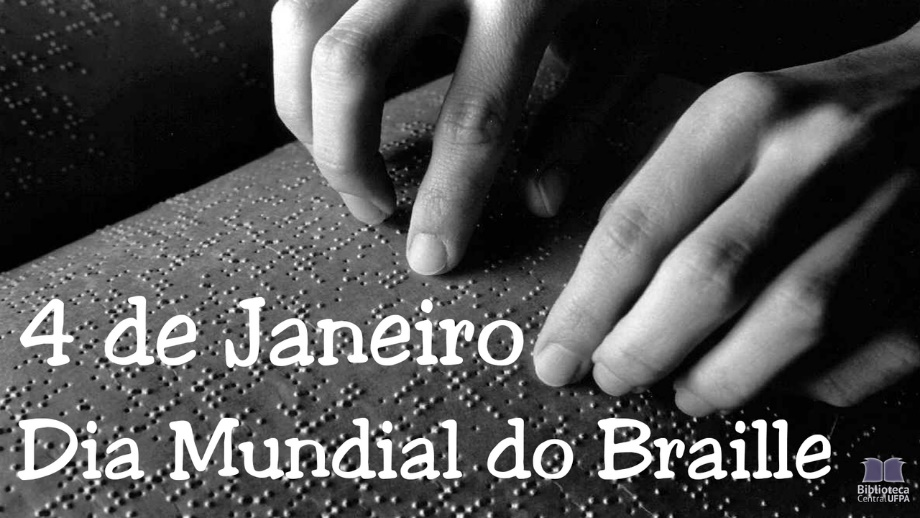 4 de Janeiro
Dia Mundial do Braille
Biblioteca
Central UFPA